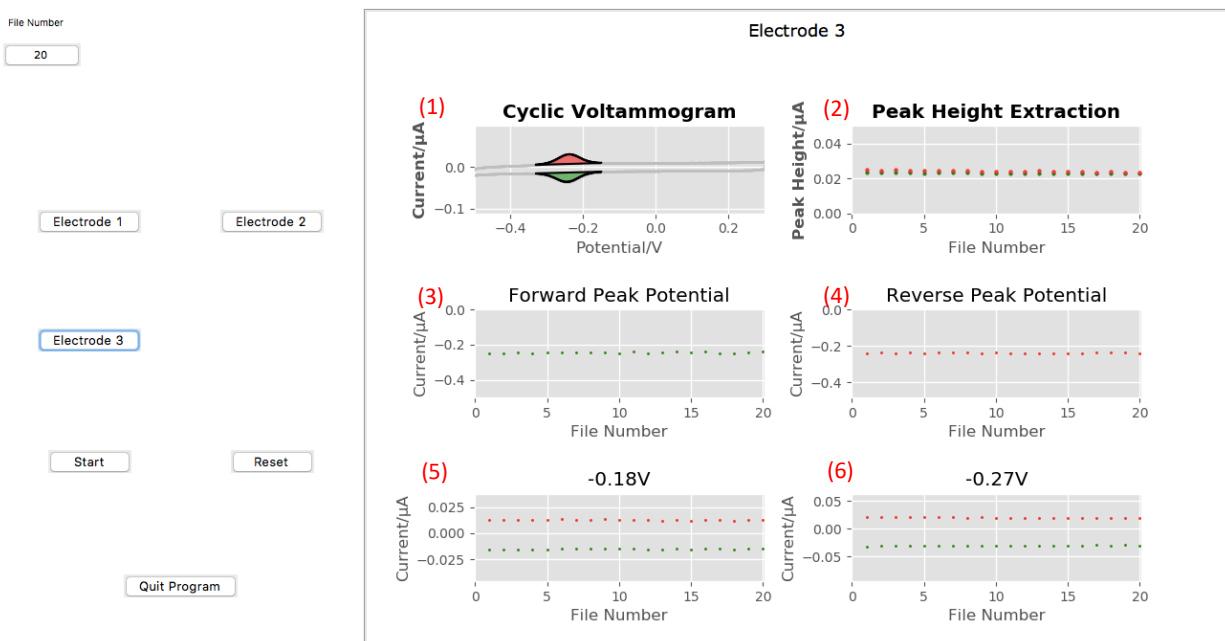 File Number
20
Electrode 1
Electrode 2
Electrode 3
Start
Reset
Quit Program
Electrode 3
(1)
Cyclic Voltammogram
Current/µA
0.0
−0.1
−0.4
−0.2
0.0
0.2
Potential/V
(2)
Peak Height Extraction
Peak Height/µA
0.04
0.02
0.00
0
5
10
15
20
File Number
(3)
Forward Peak Potential
Current/µA
0.0
−0.2
−0.4
0
5
10
15
20
File Number
(4)
Reverse Peak Potential
Current/µA
0.0
−0.2
−0.4
0
5
10
15
20
File Number
(5)
-0.18V
Current/µA
0.025
0.000
−0.025
0
5
10
15
20
File Number
(6)
-0.27V
Current/µA
0.05
0.00
−0.05
0
5
10
15
20
File Number